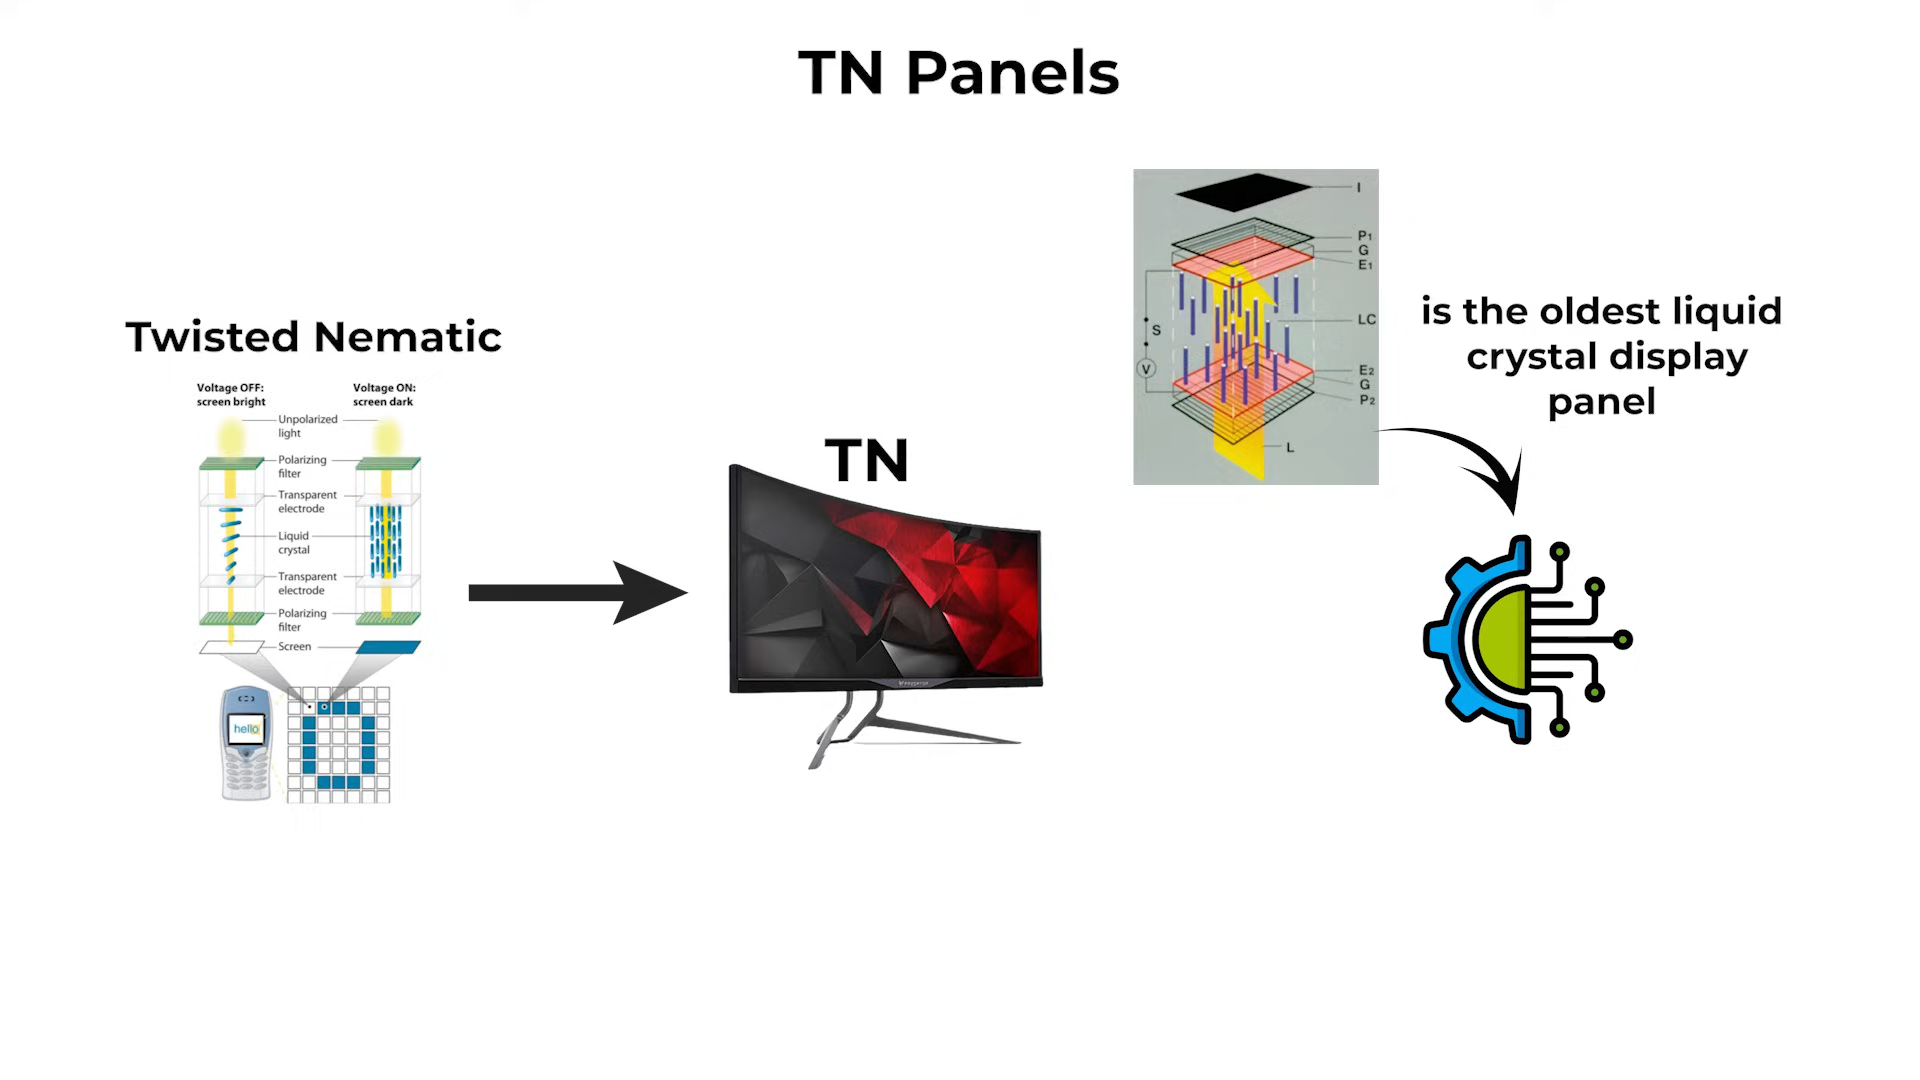 TN Panels
Twisted Nematic
Voltage OFF:
screen bright
Voltage ON:
screen dark
Unpolarized
light
Polarizing
filter
Transparent
electrode
Liquid
crystal
Transparent
electrode
Polarizing
filter
Screen
hello
TN
I
P1
G
E1
LC
S
V
E2
G
P2
L
is the oldest liquid
crystal display
panel